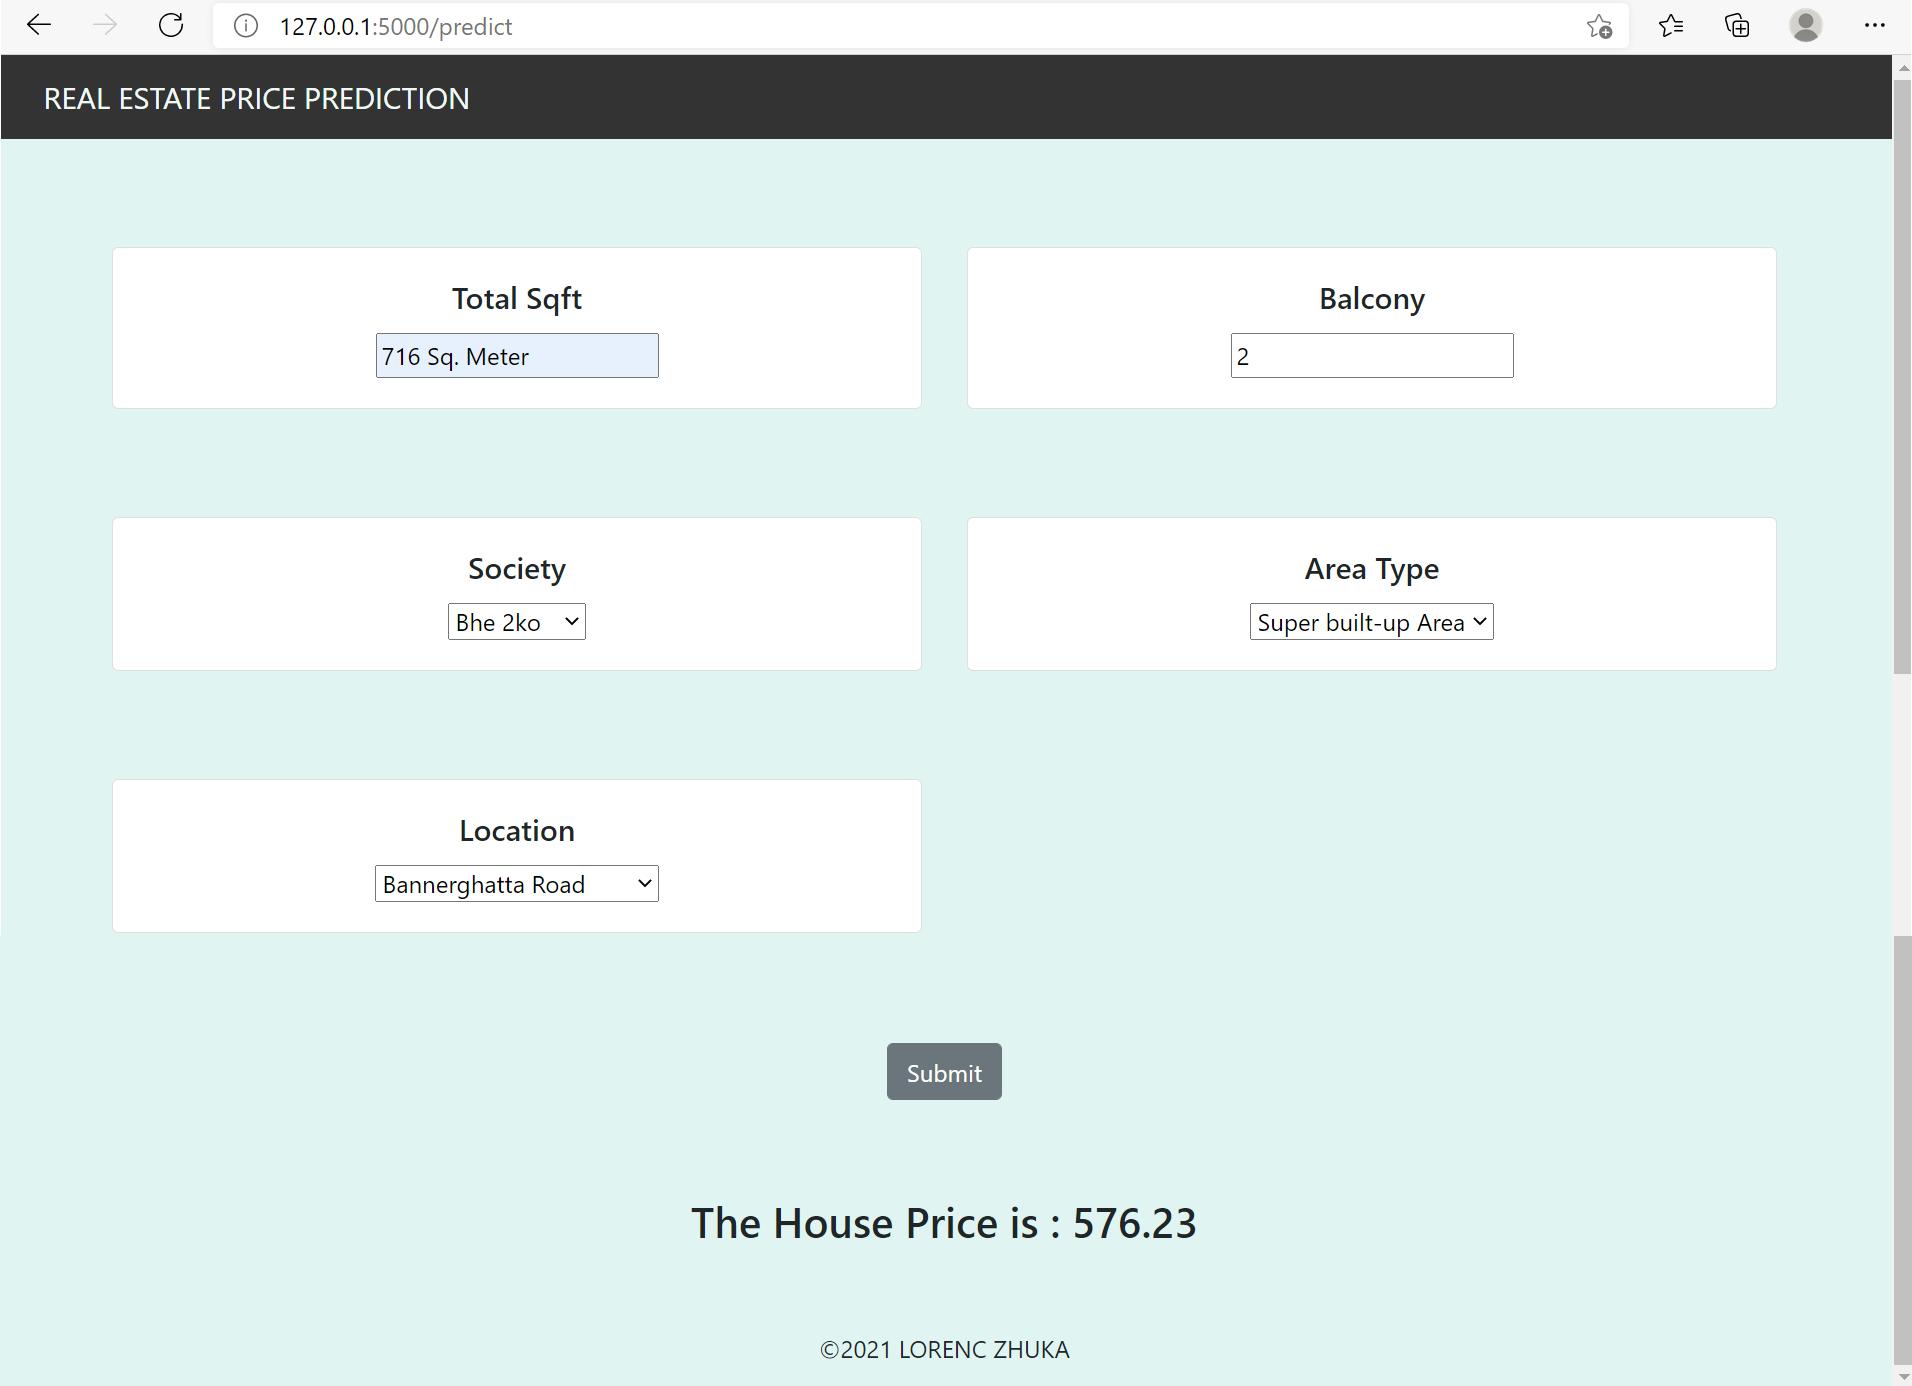 127.0.0.1:5000/predict
REAL ESTATE PRICE PREDICTION
Total Sqft
716 Sq. Meter
Balcony
2
Society
Bhe 2ko
Area Type
Super built-up Area
Location
Bannerghatta Road
Submit
The House Price is : 576.23
©2021 LORENC ZHUKA